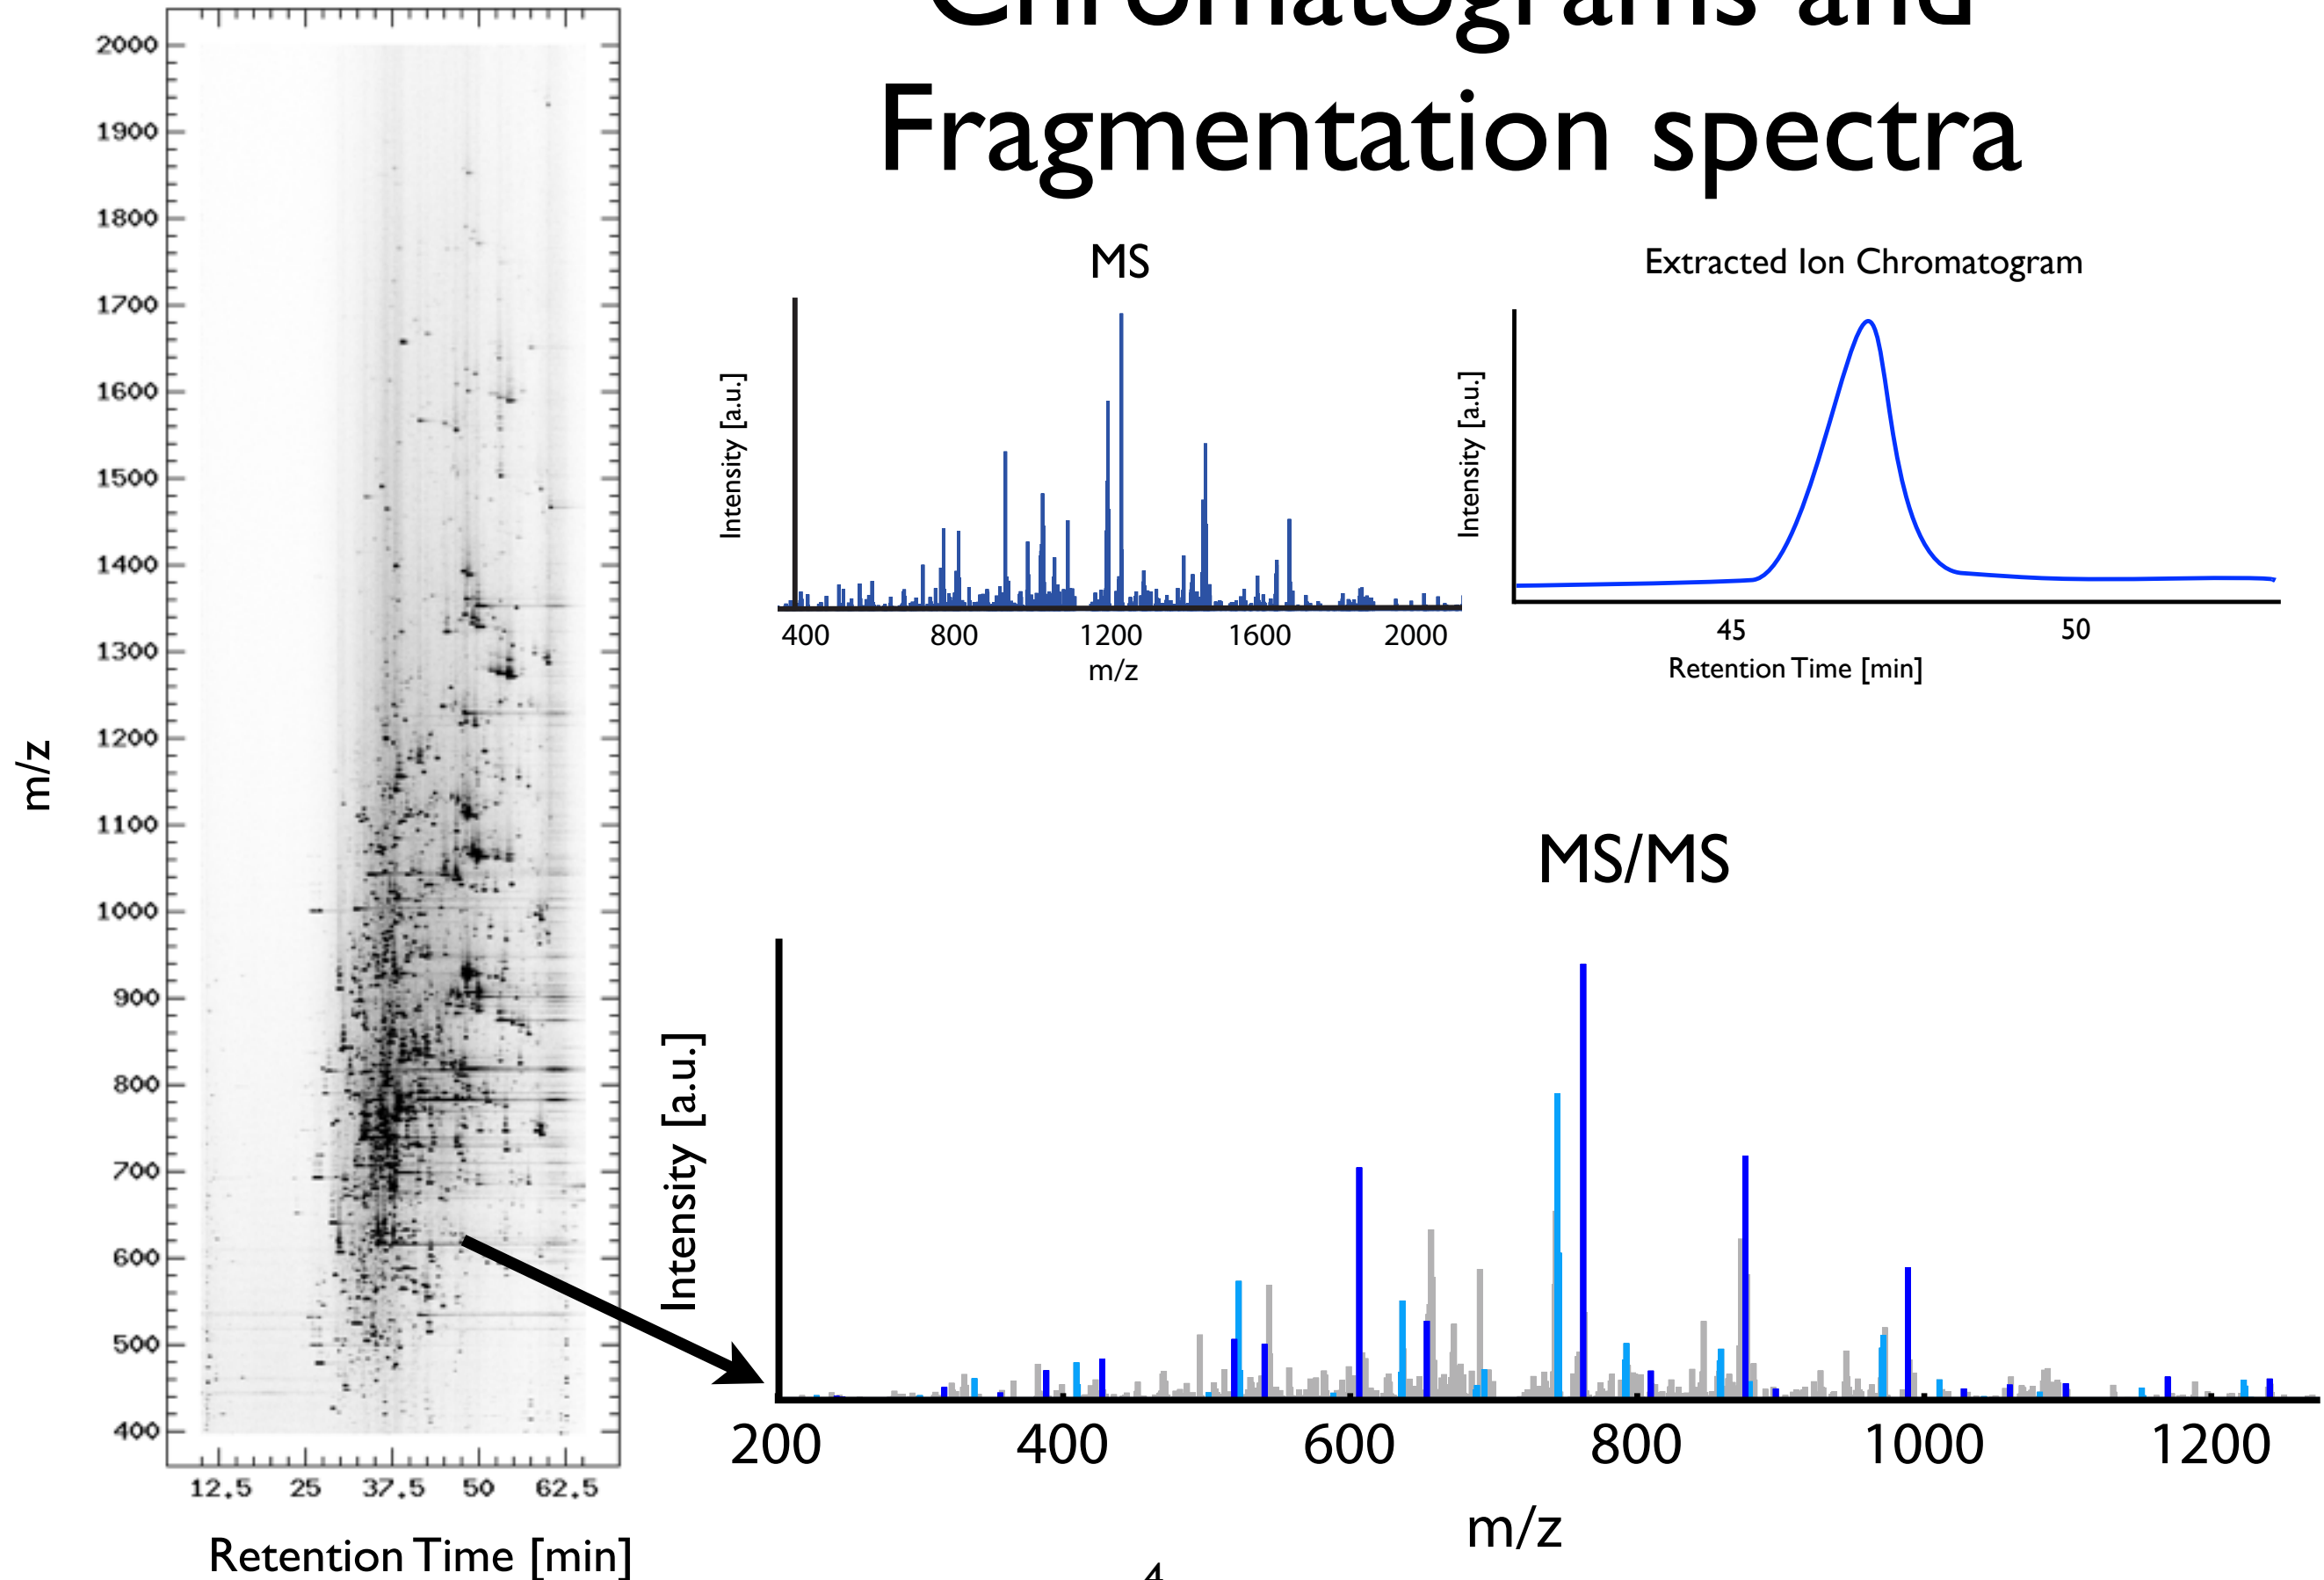 Chromatograms and
Fragmentation spectra
2000
1900
1800
1700
1600
1500
1400
1300
1200
1100
1000
900
800
700
600
500
400
m/z
12.5 25 37.5 50 62.5
Retention Time [min]
MS
Intensity [a.u.]
400 800 1200 1600 2000
m/z
Extracted Ion Chromatogram
Intensity [a.u.]
45 50
Retention Time [min]
MS/MS
Intensity [a.u.]
200 400 600 800 1000 1200
m/z
4